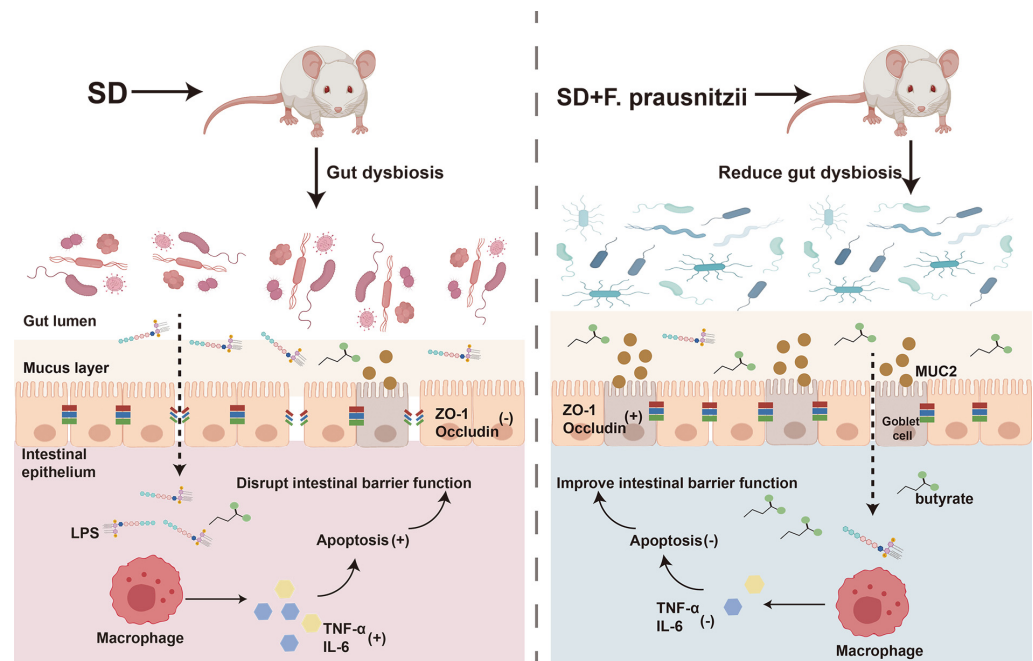 SD
Gut dysbiosis
Gut lumen
Mucus layer
ZO-1
Occludin (-)
Intestinal
epithelium
Disrupt intestinal barrier function
LPS
Apoptosis (+)
Macrophage
TNF-α
IL-6 (+)
SD+F. prausnitzii
Reduce gut dysbiosis
MUC2
ZO-1
Occludin (+)
Goblet
cell
Improve intestinal barrier function
butyrate
Apoptosis (-)
TNF-α
IL-6 (-)
Macrophage